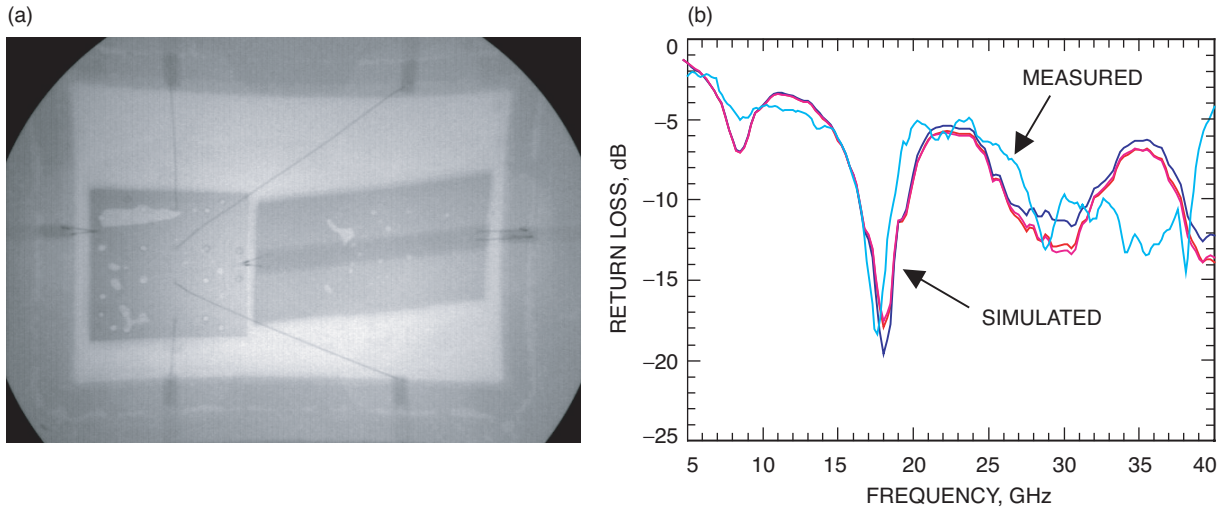 (a)
(b)
0
−5
−10
−15
−20
−25
RETURN LOSS, dB
MEASURED
SIMULATED
5
10
15
20
25
30
35
40
FREQUENCY, GHz